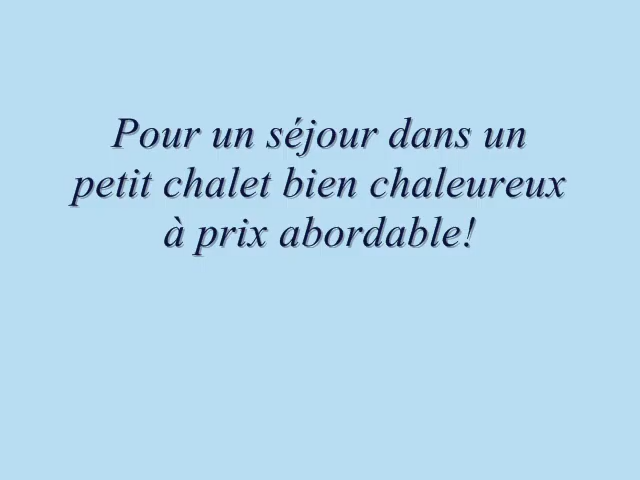 Pour un séjour dans un
petit chalet bien chaleureux
à prix abordable!